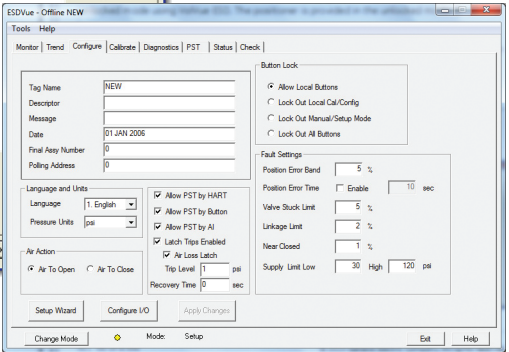 ESDVue - Offline NEW
Tools Help
Monitor Trend Configure Calibrate Diagnostics PST Status Check
Tag Name NEW
Descriptor
Message
Date 01 JAN 2006
Final Assy Number 0
Polling Address 0
Button Lock
Allow Local Buttons
Lock Out Local Cal/Config
Lock Out Manual/Setup Mode
Lock Out All Buttons
Language and Units
Language 1. English
Pressure Units psi
Air Action
Air To Open Air To Close
Allow PST by HART
Allow PST by Button
Allow PST by AI
Latch Trips Enabled
Air Loss Latch
Trip Level 1 psi
Recovery Time 0 sec
Fault Settings
Position Error Band 5 %
Position Error Time Enable 10 sec
Valve Stuck Limit 5 %
Linkage Limit 2 %
Near Closed 1 %
Supply Limit Low 30 High 120 psi
Setup Wizard Configure I/O Apply Changes
Change Mode Mode: Setup Exit Help